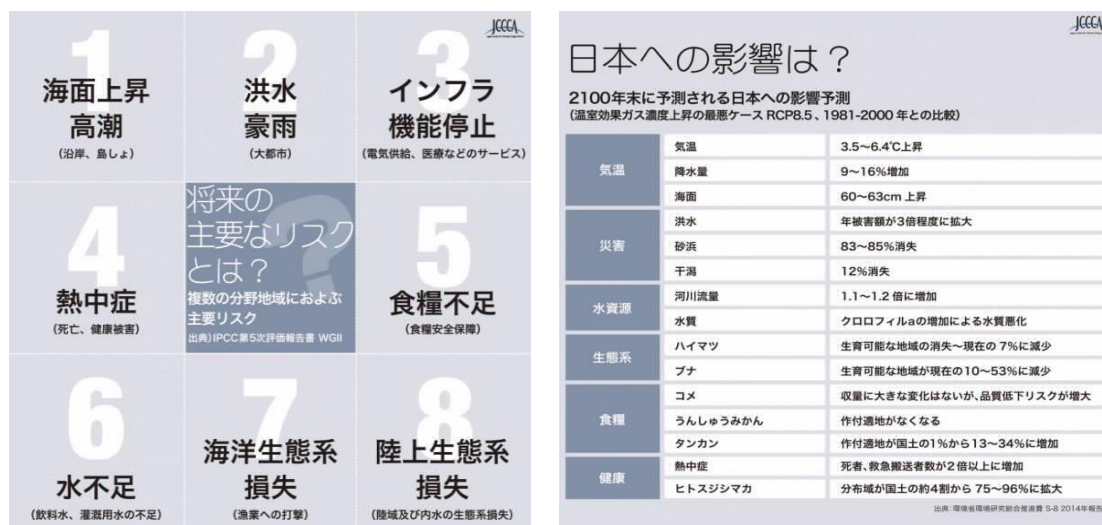 JCCCA
1
海面上昇
高潮
(沿岸、島しょ)
2
洪水
豪雨
(大都市)
3
インフラ
機能停止
(電気供給、医療などのサービス)
4
熱中症
(死亡、健康被害)
将来の
主要なリスク
とは？
複数の分野地域におよぶ
主要リスク
出典)IPCC第5次評価報告書 WGII
5
食糧不足
(食糧安全保障)
6
水不足
(飲料水、灌漑用水の不足)
7
海洋生態系
損失
(漁業への打撃)
8
陸上生態系
損失
(陸域及び内水の生態系損失)
JCCCA
日本への影響は？
2100年末に予測される日本への影響予測
(温室効果ガス濃度上昇の最悪ケース RCP8.5、1981-2000 年との比較)
気温 気温 3.5～6.4℃上昇
降水量 9～16%増加
海面 60～63cm 上昇
災害 洪水 年被害額が3倍程度に拡大
砂浜 83～85%消失
干潟 12%消失
水資源 河川流量 1.1～1.2 倍に増加
水質 クロロフィルaの増加による水質悪化
生態系 ハイマツ 生育可能な地域の消失～現在の 7%に減少
ブナ 生育可能な地域が現在の10～53%に減少
食糧 コメ 収量に大きな変化はないが、品質低下リスクが増大
うんしゅうみかん 作付適地がなくなる
タンカン 作付適地が国土の1%から13～34%に増加
健康 熱中症 死者、救急搬送者数が2倍以上に増加
ヒトスジシマカ 分布域が国土の約4割から 75～96%に拡大
出典: 環境省環境研究総合推進費 S-8 2014年報告